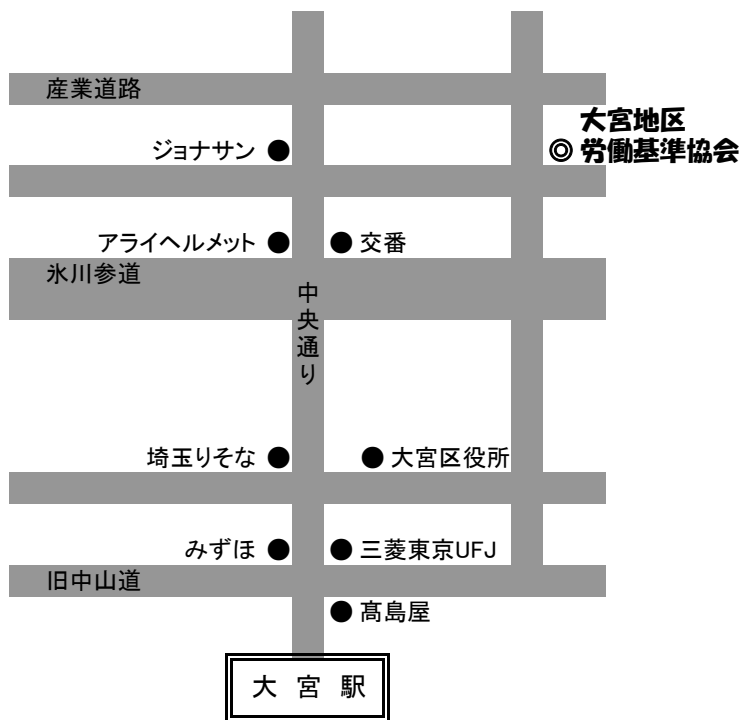 産業道路
大宮地区
ジョナサン ●
◎ 労働基準協会
アライヘルメット ●
● 交番
氷川参道
中央通り
埼玉りそな ●
● 大宮区役所
みずほ ●
● 三菱東京UFJ
旧中山道
● 髙島屋
大 宮 駅